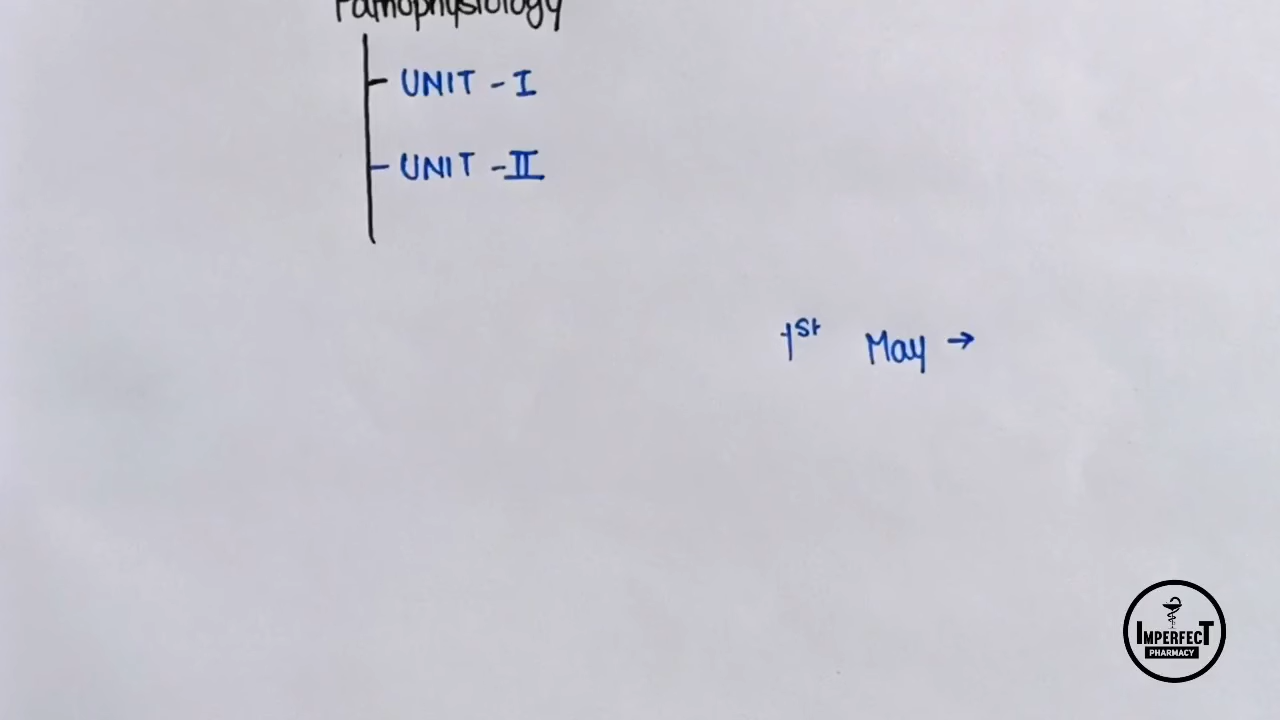 Pathophysiology
UNIT - I
UNIT - II
1st May →
IMPERFECT
PHARMACY